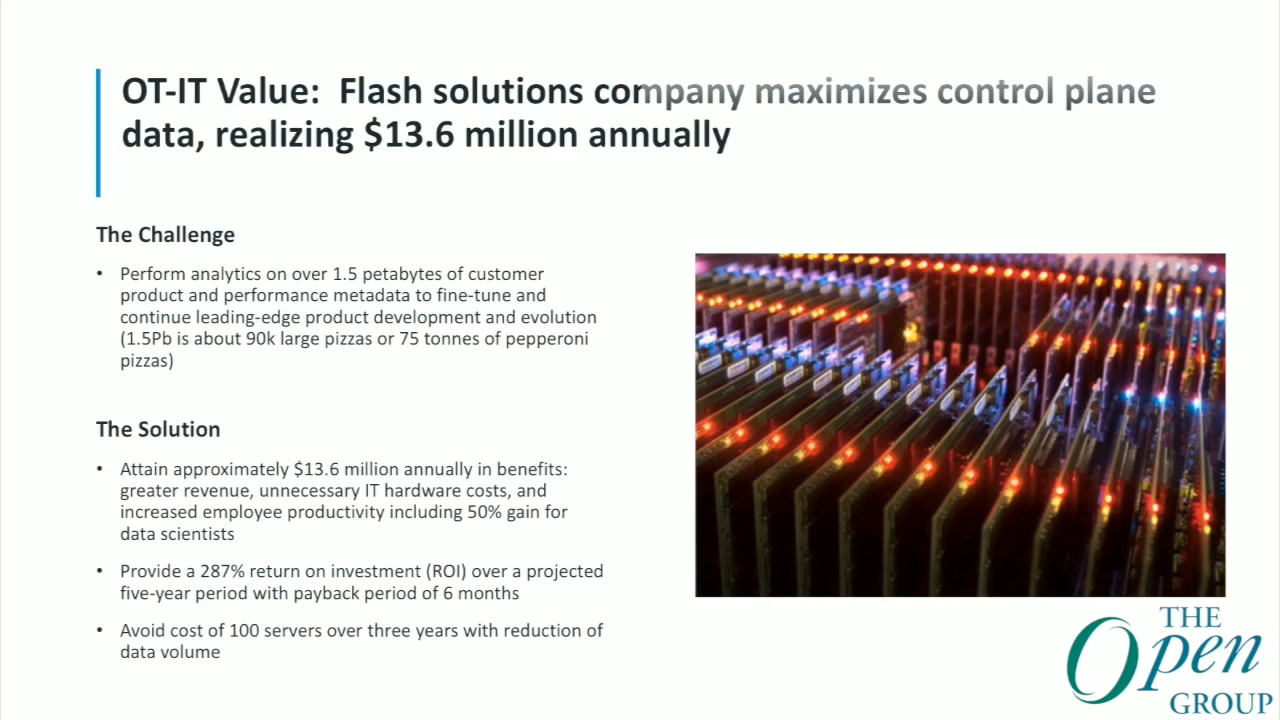 OT-IT Value:  Flash solutions company maximizes control plane
data, realizing $13.6 million annually
The Challenge
• Perform analytics on over 1.5 petabytes of customer
product and performance metadata to fine-tune and
continue leading-edge product development and evolution
(1.5Pb is about 90k large pizzas or 75 tonnes of pepperoni
pizzas)
The Solution
• Attain approximately $13.6 million annually in benefits:
greater revenue, unnecessary IT hardware costs, and
increased employee productivity including 50% gain for
data scientists
• Provide a 287% return on investment (ROI) over a projected
five-year period with payback period of 6 months
• Avoid cost of 100 servers over three years with reduction of
data volume
THE
Open
GROUP